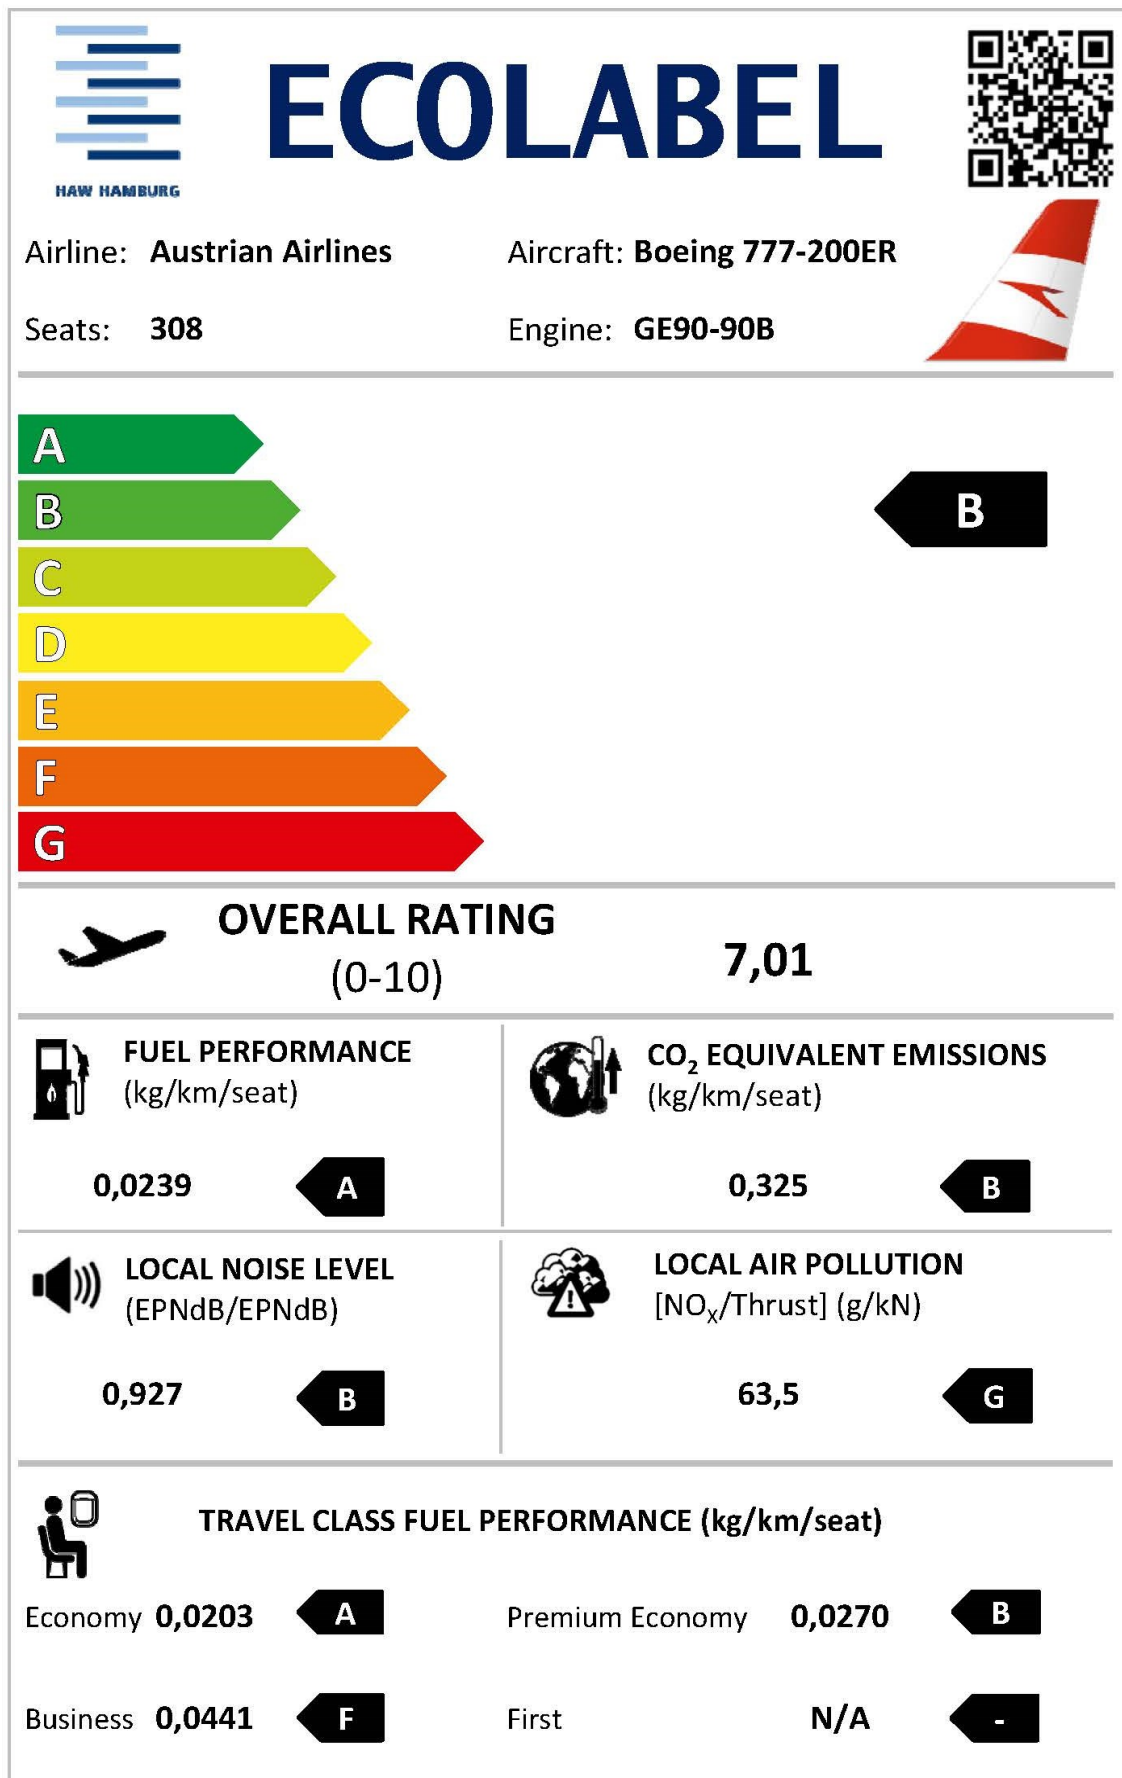 HAW HAMBURG
ECOLABEL
Airline: Austrian Airlines
Aircraft: Boeing 777-200ER
Seats: 308
Engine: GE90-90B
A
B
B
C
D
E
F
G
OVERALL RATING
(0-10)
7,01
FUEL PERFORMANCE
(kg/km/seat)
0,0239 A
CO₂ EQUIVALENT EMISSIONS
(kg/km/seat)
0,325 B
LOCAL NOISE LEVEL
(EPNdB/EPNdB)
0,927 B
LOCAL AIR POLLUTION
[NOₓ/Thrust] (g/kN)
63,5 G
TRAVEL CLASS FUEL PERFORMANCE (kg/km/seat)
Economy 0,0203 A
Premium Economy 0,0270 B
Business 0,0441 F
First N/A -